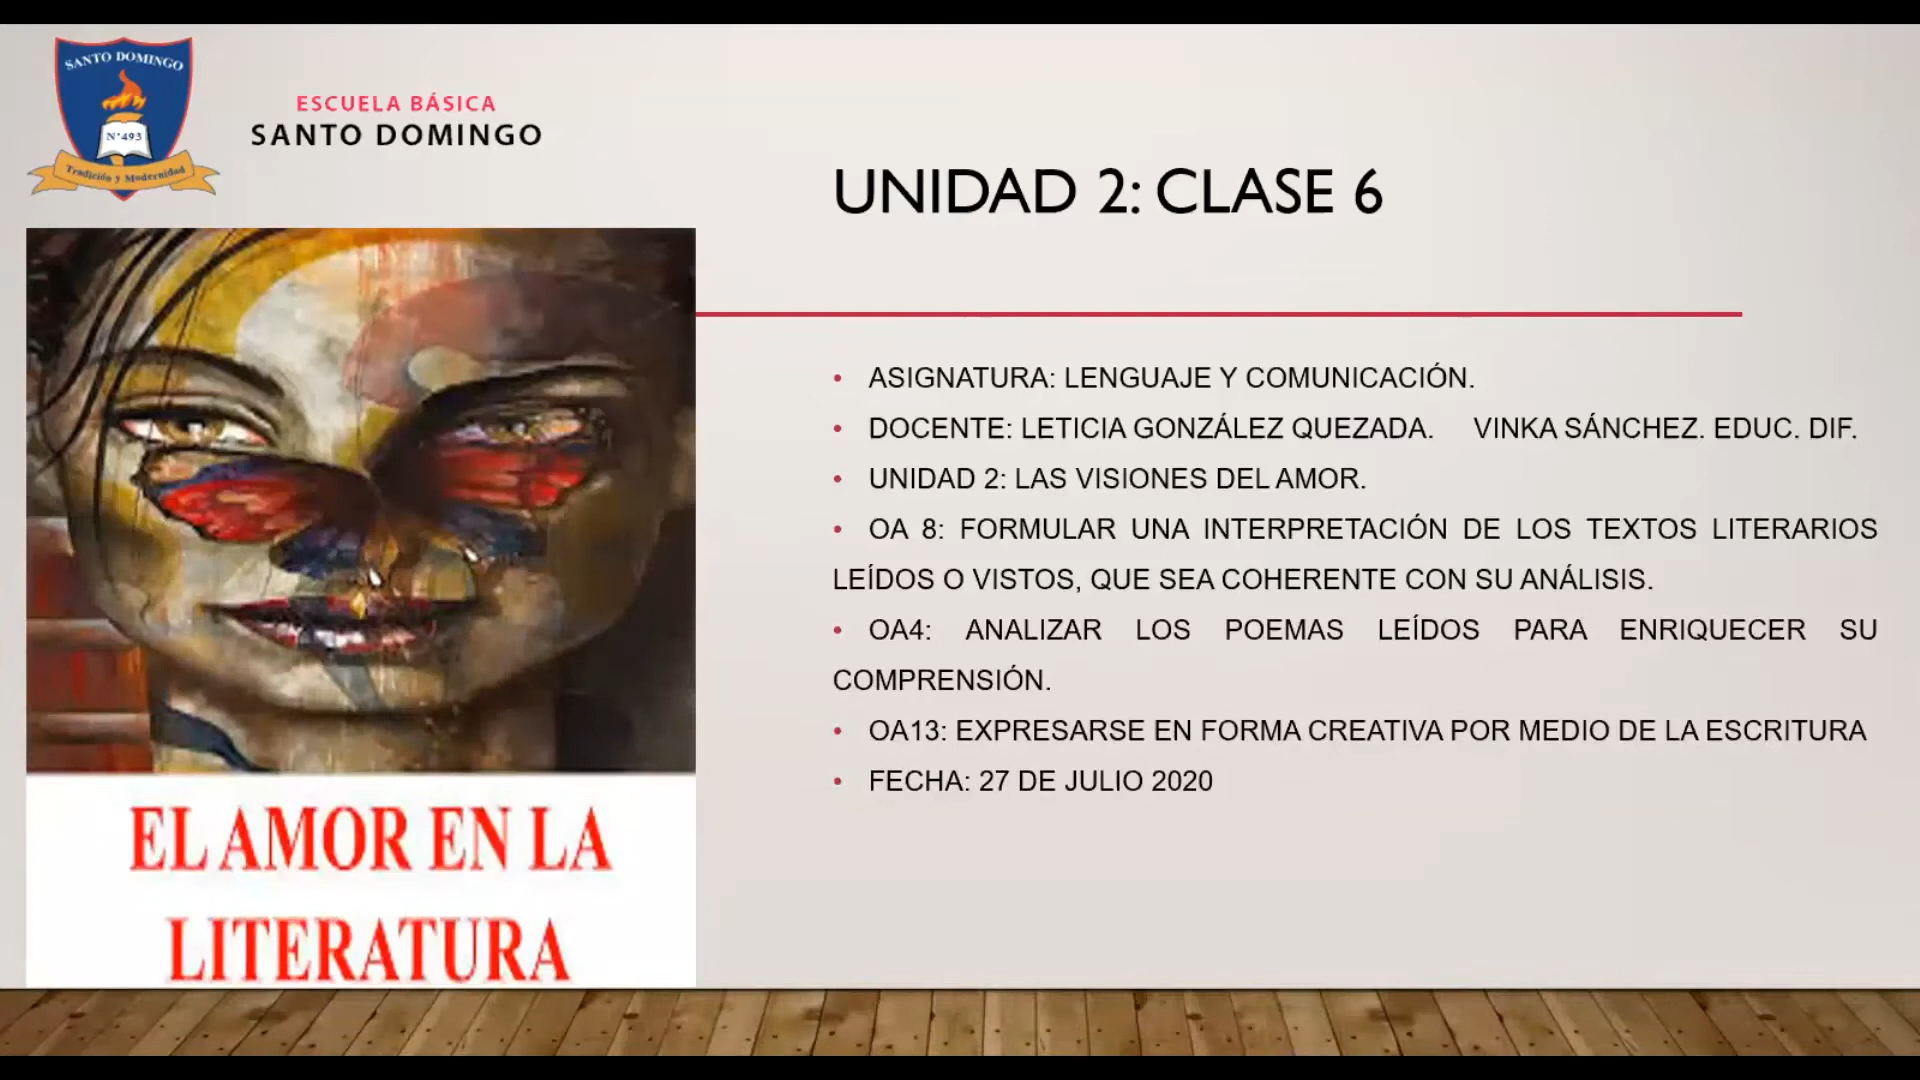 SANTO DOMINGO
N°493
Tradición y Modernidad
ESCUELA BÁSICA
SANTO DOMINGO
UNIDAD 2: CLASE 6
• ASIGNATURA: LENGUAJE Y COMUNICACIÓN.
• DOCENTE: LETICIA GONZÁLEZ QUEZADA. VINKA SÁNCHEZ. EDUC. DIF.
• UNIDAD 2: LAS VISIONES DEL AMOR.
• OA 8: FORMULAR UNA INTERPRETACIÓN DE LOS TEXTOS LITERARIOS
LEÍDOS O VISTOS, QUE SEA COHERENTE CON SU ANÁLISIS.
• OA4: ANALIZAR LOS POEMAS LEÍDOS PARA ENRIQUECER SU
COMPRENSIÓN.
• OA13: EXPRESARSE EN FORMA CREATIVA POR MEDIO DE LA ESCRITURA
• FECHA: 27 DE JULIO 2020
EL AMOR EN LA
LITERATURA